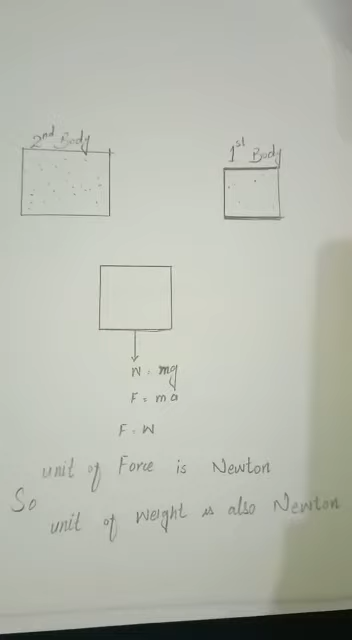 2nd Body
1st Body
W = mg
F = ma
F = W
unit of Force is Newton
So
unit of Weight is also Newton